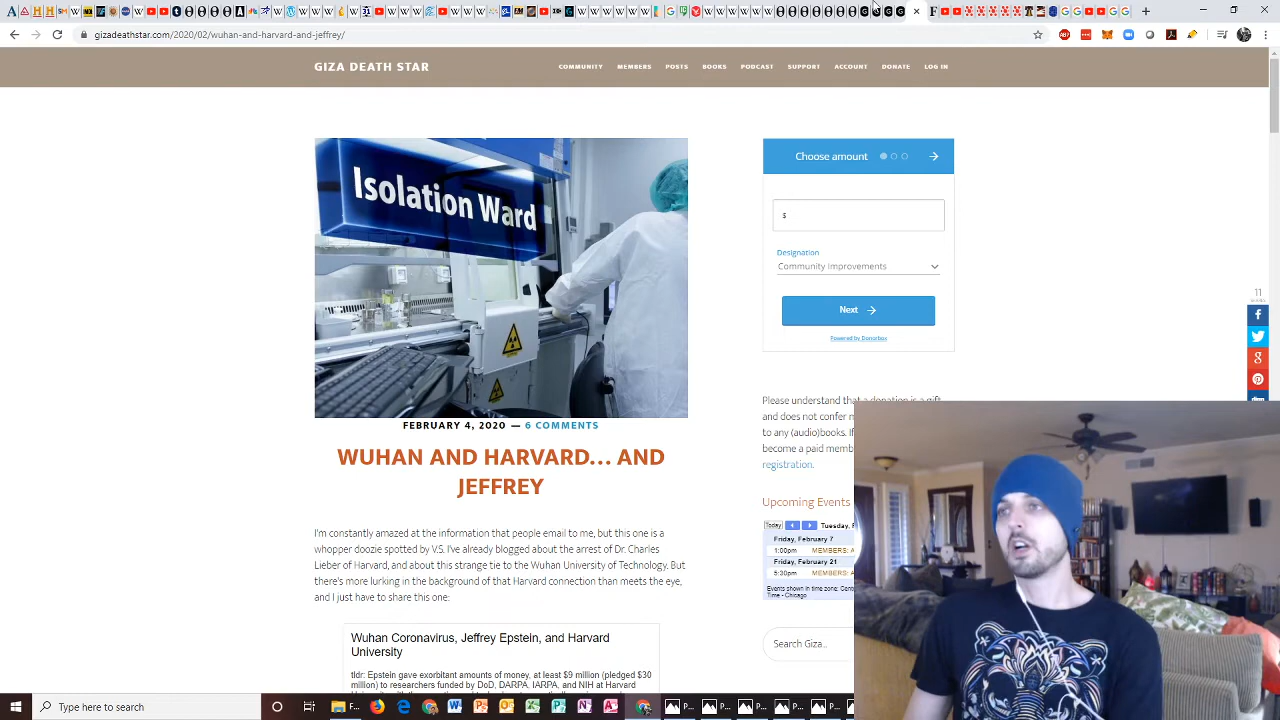 gizadeathstar.com/2020/02/wuhan-and-harvard-and-jeffrey/
GIZA DEATH STAR
COMMUNITY MEMBERS POSTS BOOKS PODCAST SUPPORT ACCOUNT DONATE LOG IN
Isolation Ward
Choose amount
$
Designation
Community improvements
Next
Powered by Donorbox
11
FEBRUARY 4, 2020 — 6 COMMENTS
WUHAN AND HARVARD... AND
JEFFREY
I'm constantly amazed at the information that people email to me, but this one is a
whopper doozie spotted by V.S. I've already blogged about the arrest of Dr. Charles
Lieber of Harvard, and about this strange tie to the Wuhan University of Technology. But
there's more lurking in the background of that Harvard connection than meets the eye,
and I just have to share this one:
Wuhan Coronavirus, Jeffrey Epstein, and Harvard
University
tldr: Epstein gave exorbitant amounts of money, at least $9 million (pledged $30
million) to researchers funded by DoD, DARPA, IARPA, and NIH at Harvard
Please understand that a donation is a gift
and does not confer
to any (audio)books. If
become a paid
registration.
Upcoming Events
Today Tuesday,
Friday, February 7
1:00pm MEMBERS:
Friday, February 21
5:30pm MEMBERS:
Events shown in time zone: Central
Search Giza...
Type here to search